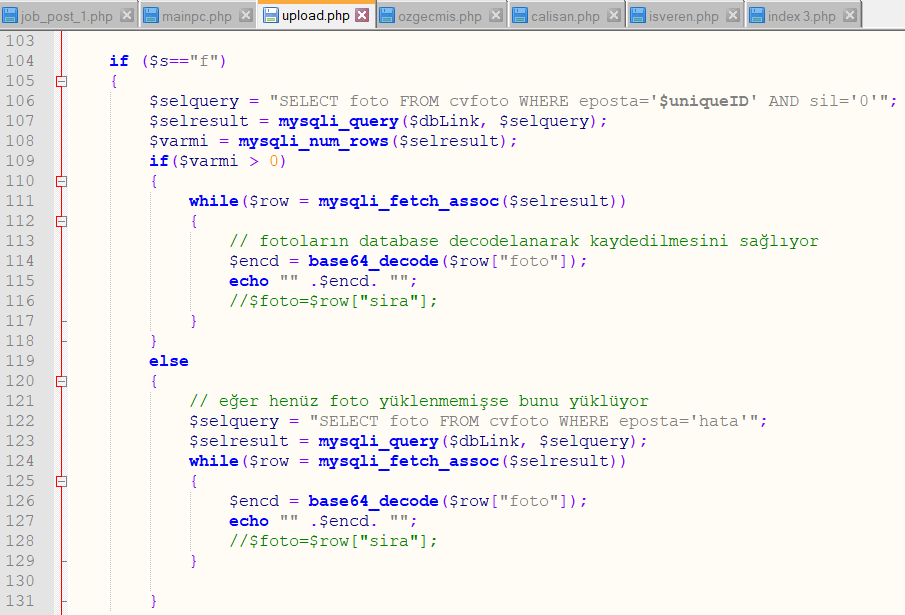 job_post_1.php mainpc.php upload.php ozgecmis.php calisan.php isveren.php index 3.php
103
104 if ($s=="f")
105 {
106 $selquery = "SELECT foto FROM cvfoto WHERE eposta='$uniqueID' AND sil='0'";
107 $selresult = mysqli_query($dbLink, $selquery);
108 $varmi = mysqli_num_rows($selresult);
109 if($varmi > 0)
110 {
111 while($row = mysqli_fetch_assoc($selresult))
112 {
113 // fotoların database decodelanarak kaydedilmesini sağlıyor
114 $encd = base64_decode($row["foto"]);
115 echo "" .$encd. "";
116 //$foto=$row["sira"];
117 }
118 }
119 else
120 {
121 // eğer henüz foto yüklenmemişse bunu yüklüyor
122 $selquery = "SELECT foto FROM cvfoto WHERE eposta='hata'";
123 $selresult = mysqli_query($dbLink, $selquery);
124 while($row = mysqli_fetch_assoc($selresult))
125 {
126 $encd = base64_decode($row["foto"]);
127 echo "" .$encd. "";
128 //$foto=$row["sira"];
129 }
130
131 }